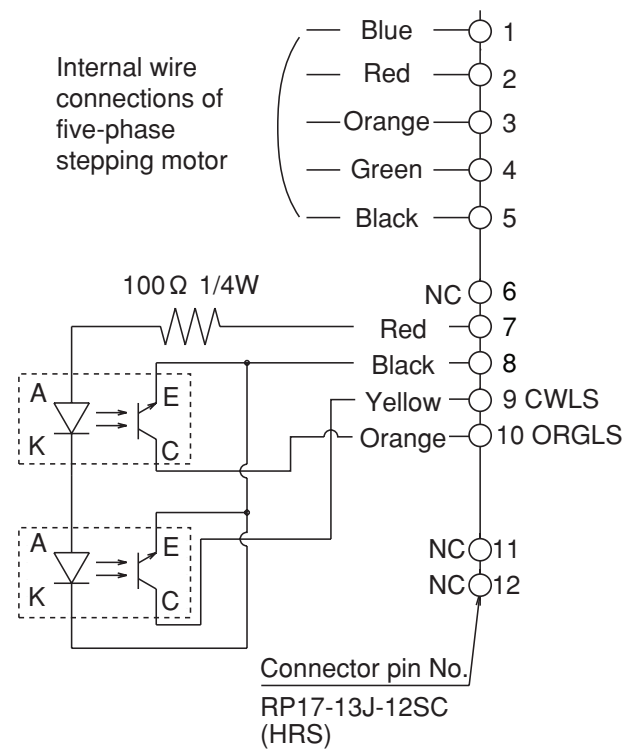 Internal wire
connections of
five-phase
stepping motor
Blue 1
Red 2
Orange 3
Green 4
Black 5
NC 6
100Ω 1/4W
Red 7
Black 8
Yellow 9 CWLS
Orange 10 ORGLS
A E
K C
A E
K C
NC 11
NC 12
Connector pin No.
RP17-13J-12SC
(HRS)